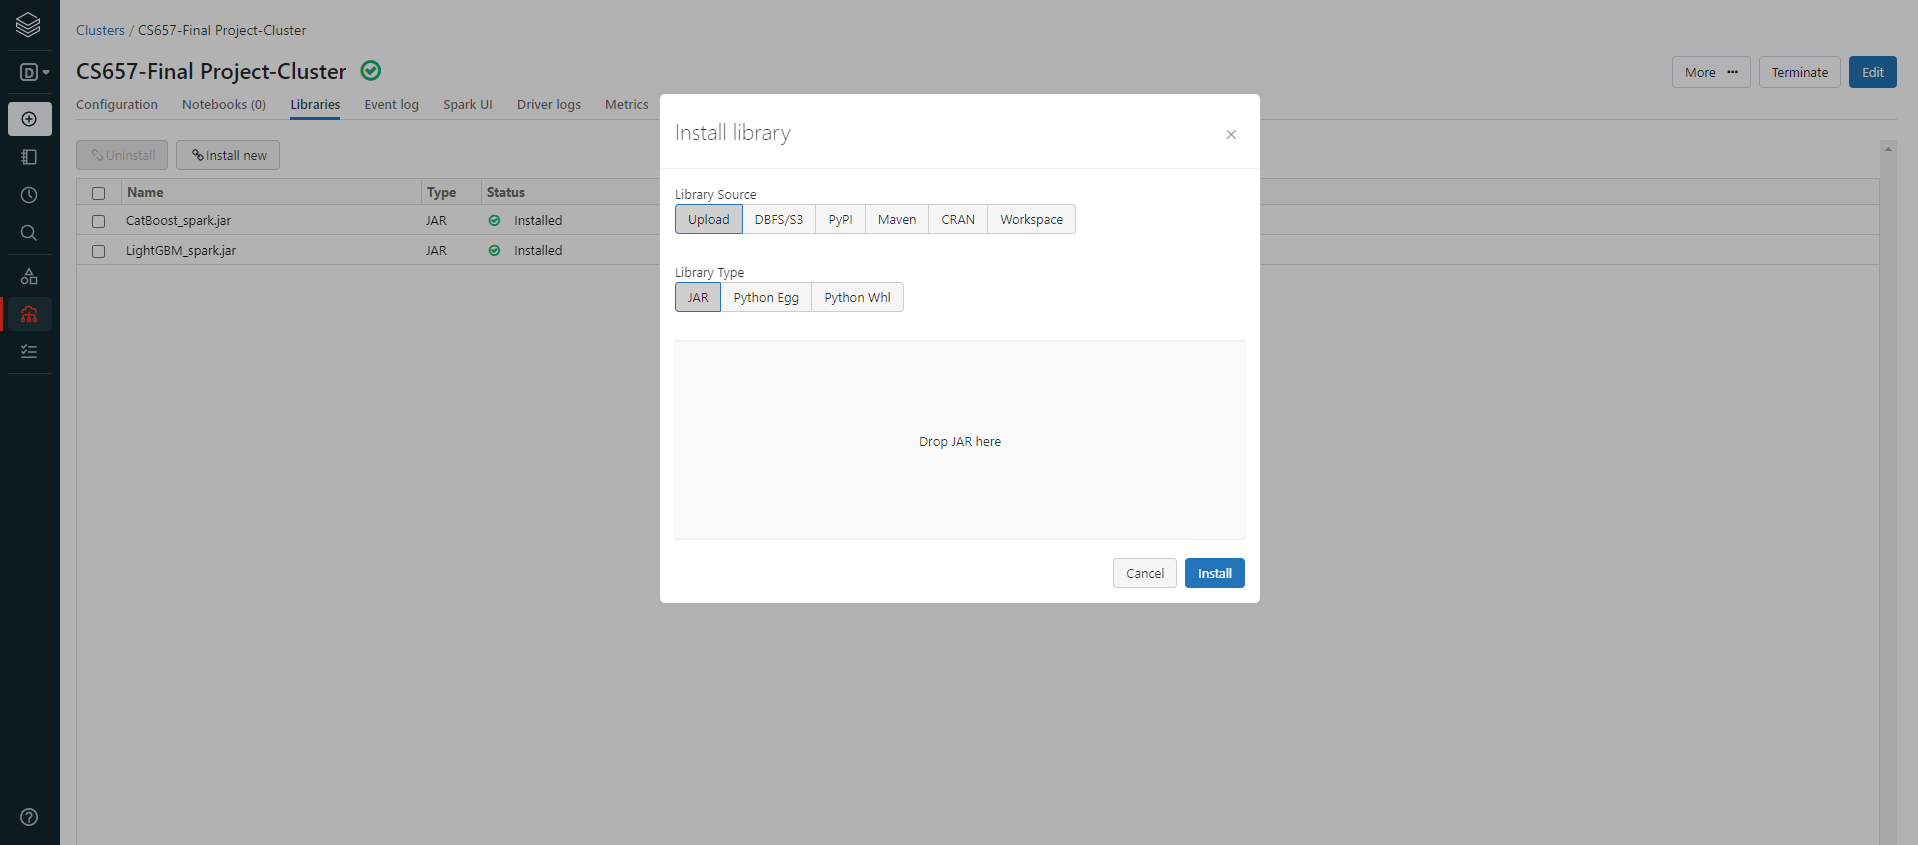 Clusters / CS657-Final Project-Cluster
D
CS657-Final Project-Cluster
More ··· Terminate Edit
Configuration Notebooks (0) Libraries Event log Spark UI Driver logs Metrics
Install library ×
Uninstall Install new
Name Type Status
CatBoost_spark.jar JAR Installed
LightGBM_spark.jar JAR Installed
Library Source
Upload DBFS/S3 PyPI Maven CRAN Workspace
Library Type
JAR Python Egg Python Whl
Drop JAR here
Cancel Install